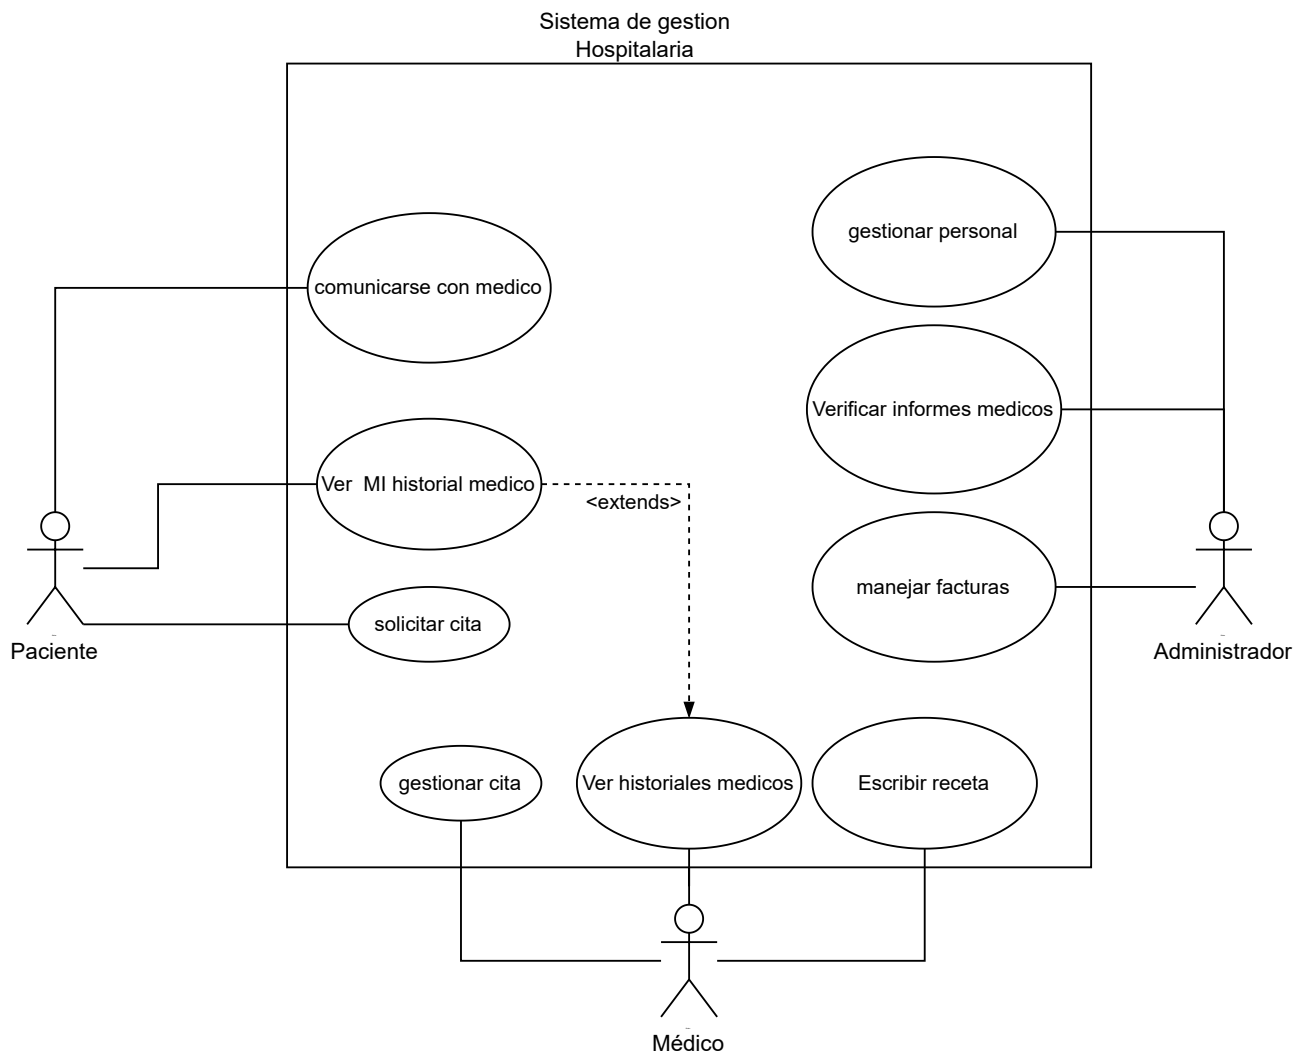 Sistema de gestion
Hospitalaria
gestionar personal
comunicarse con medico
Verificar informes medicos
Ver  MI historial medico
<extends>
manejar facturas
solicitar cita
Paciente
Administrador
gestionar cita
Ver historiales medicos
Escribir receta
Médico